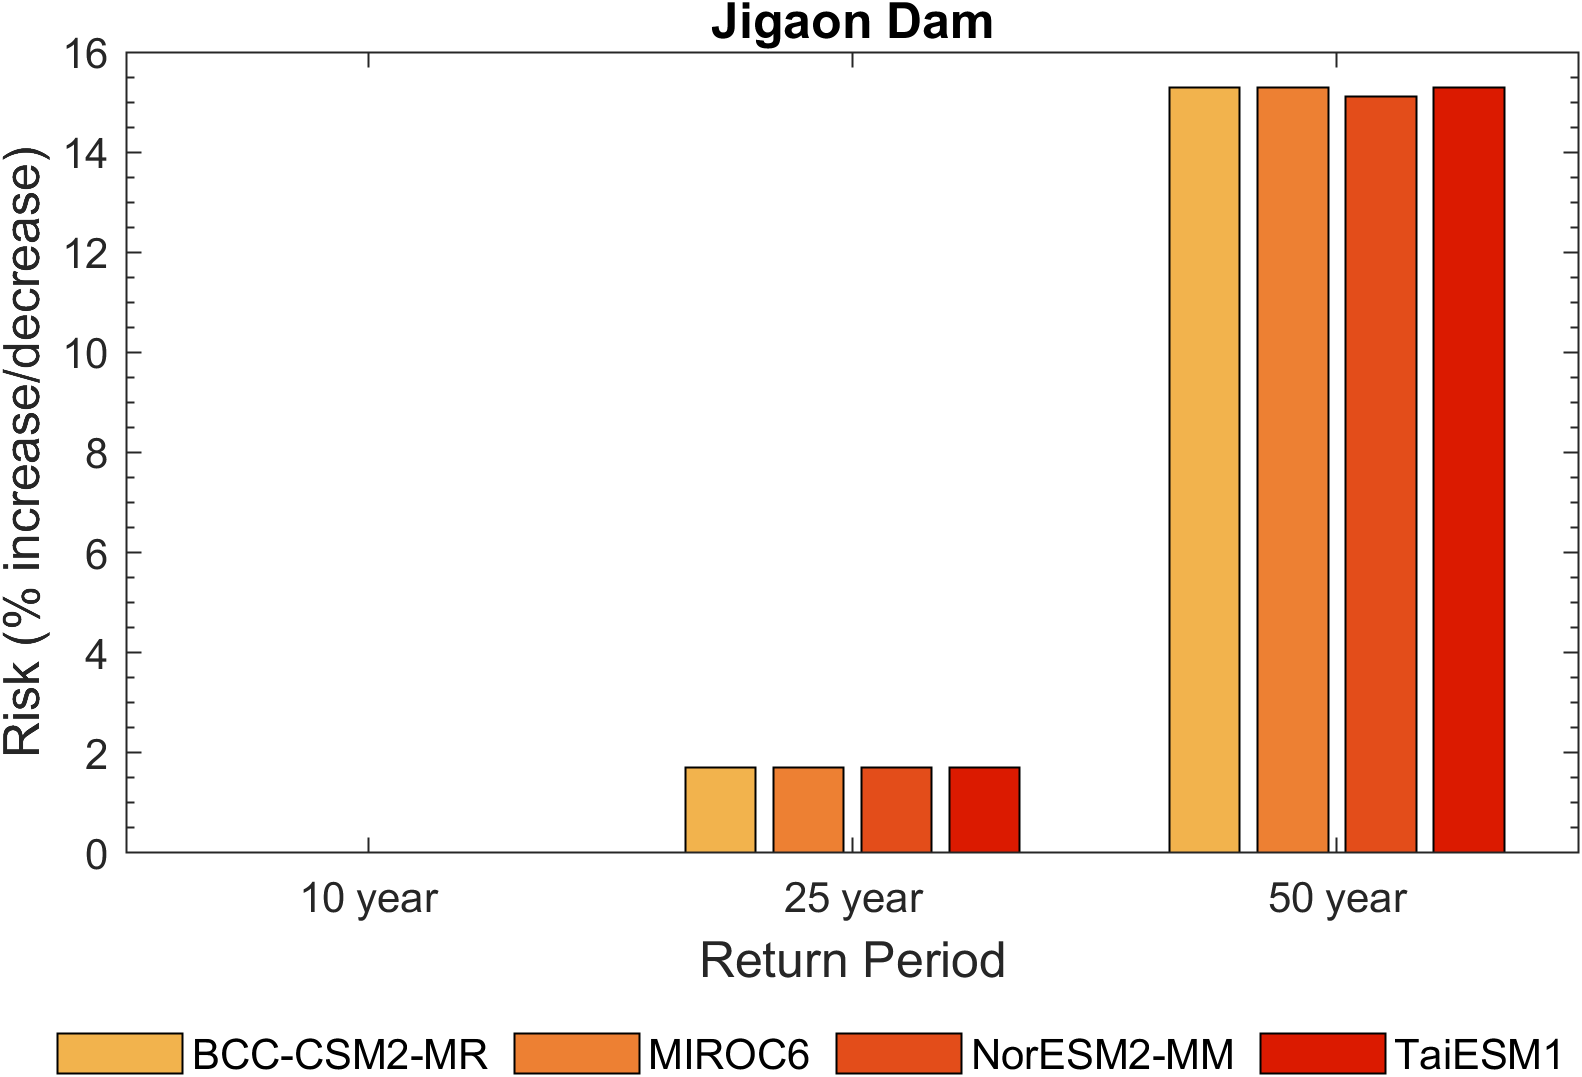 Jigaon Dam
Risk (% increase/decrease)
16
14
12
10
8
6
4
2
0
10 year
25 year
50 year
Return Period
BCC-CSM2-MR
MIROC6
NorESM2-MM
TaiESM1